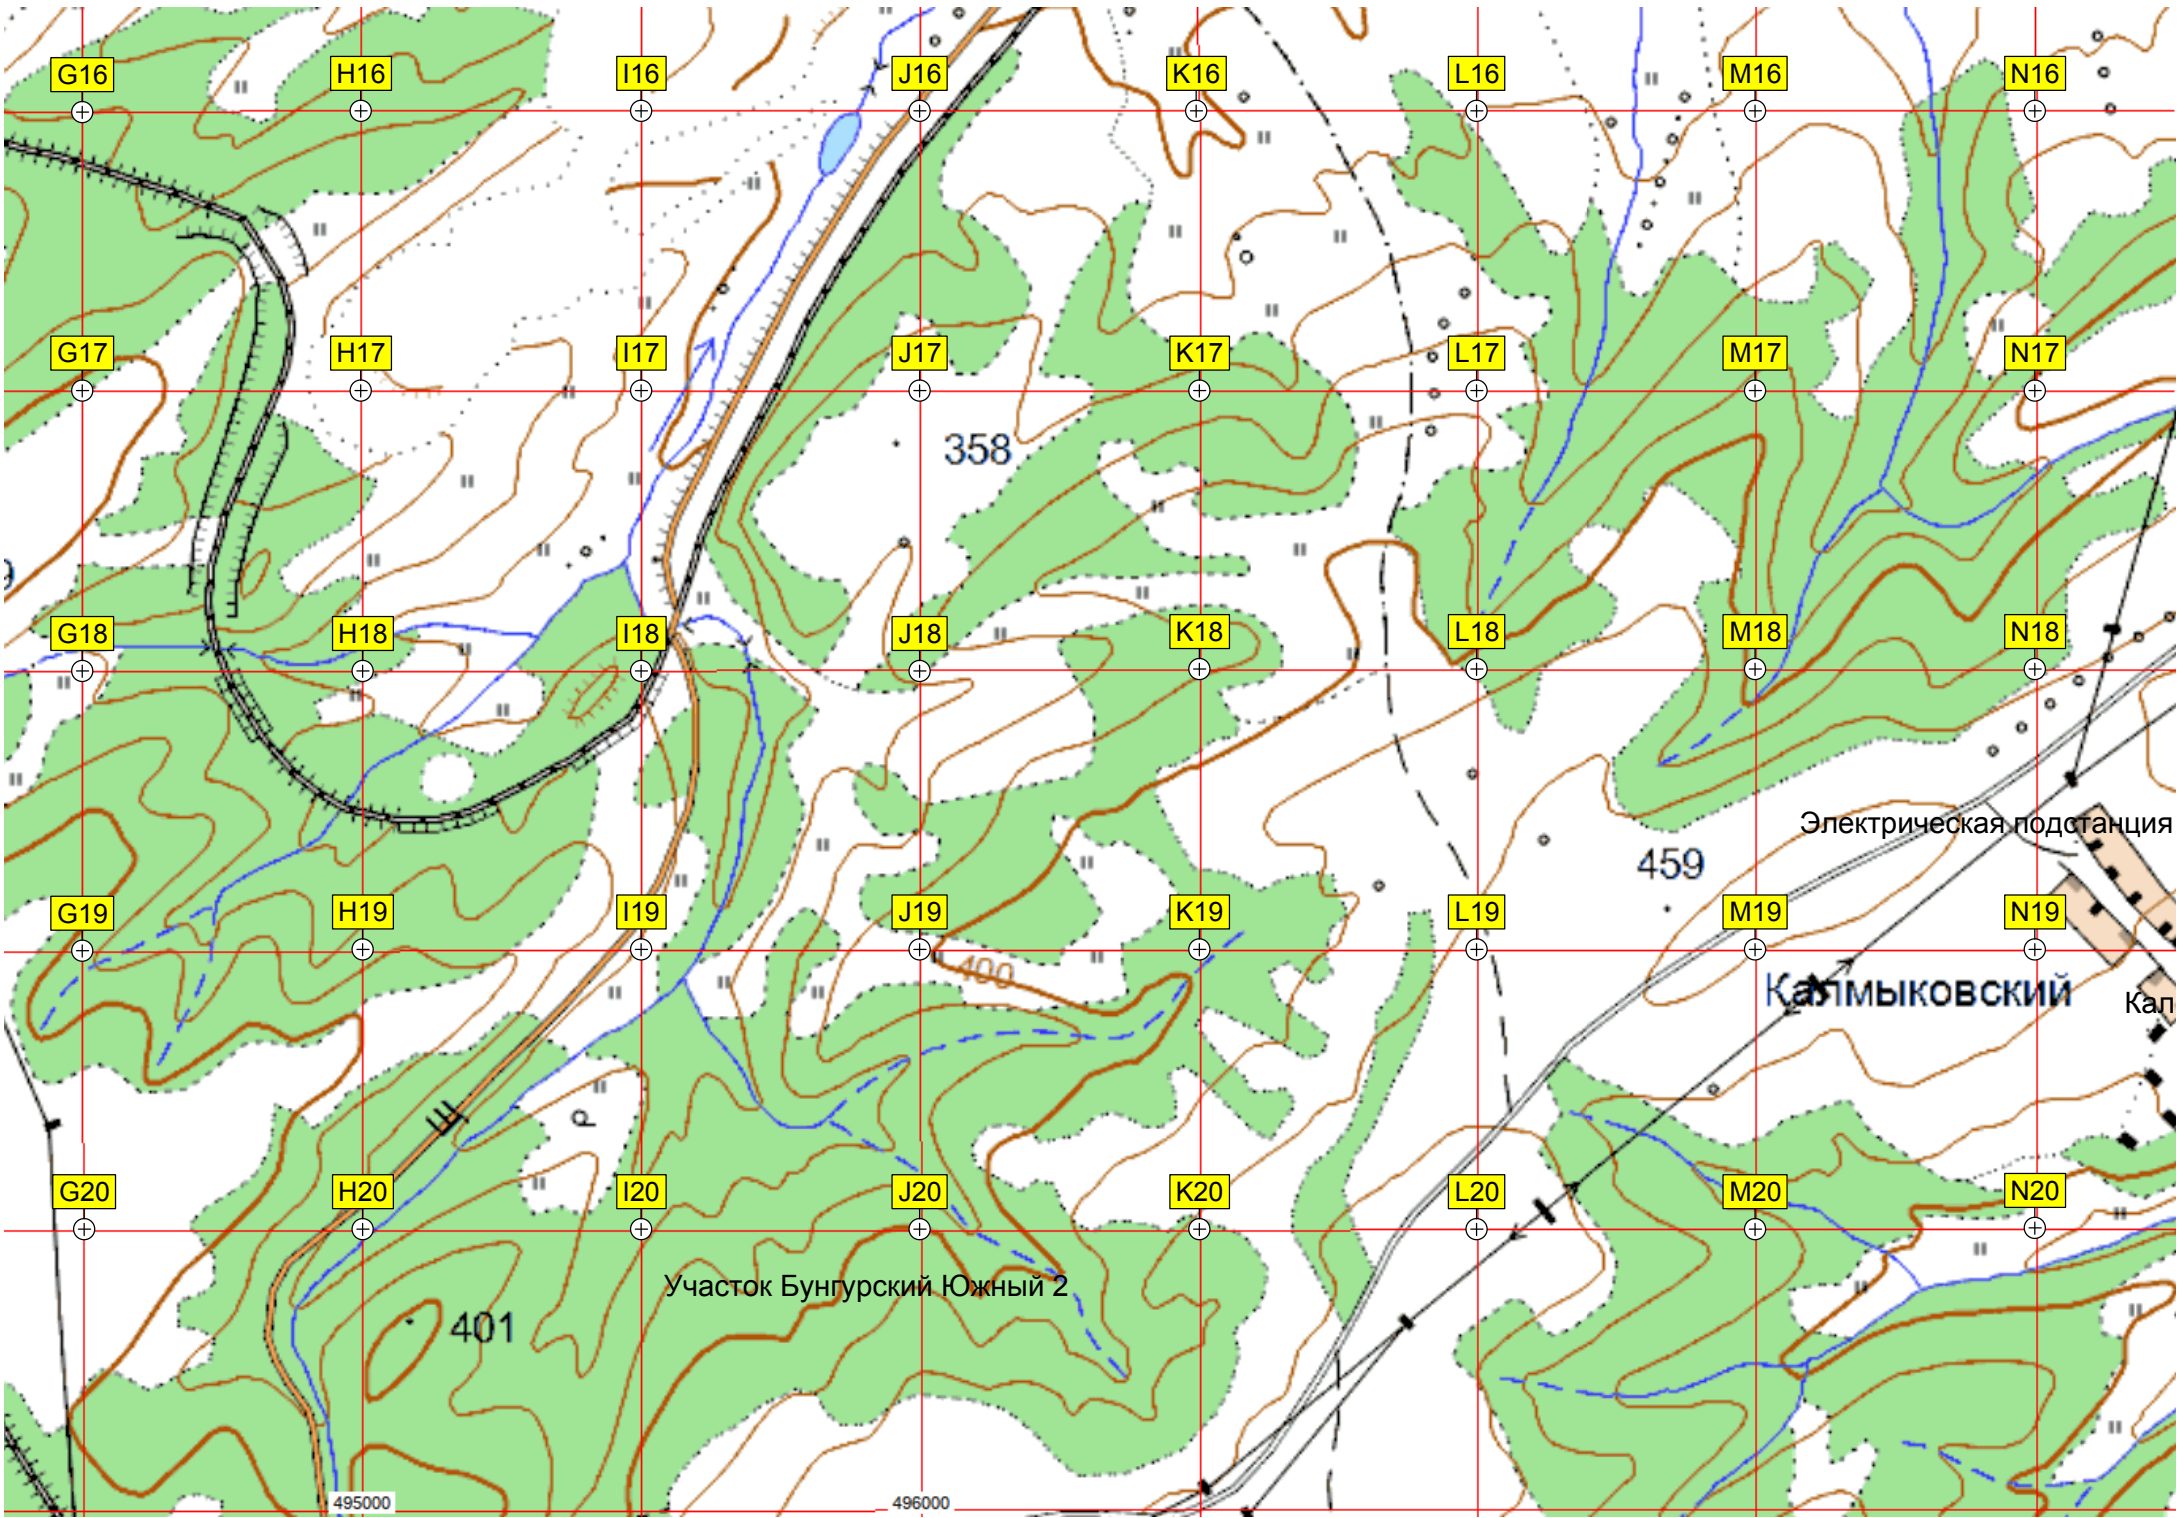 G16 H16 I16 J16 K16 L16 M16 N16
G17 H17 I17 J17 K17 L17 M17 N17
358
9
G18 H18 I18 J18 K18 L18 M18 N18
Электрическая подстанция
459
G19 H19 I19 J19 K19 L19 M19 N19
400
Калмыковский
Кал
Ш
Р
G20 H20 I20 J20 K20 L20 M20 N20
Участок Бунгурский Южный 2
401
495000 496000